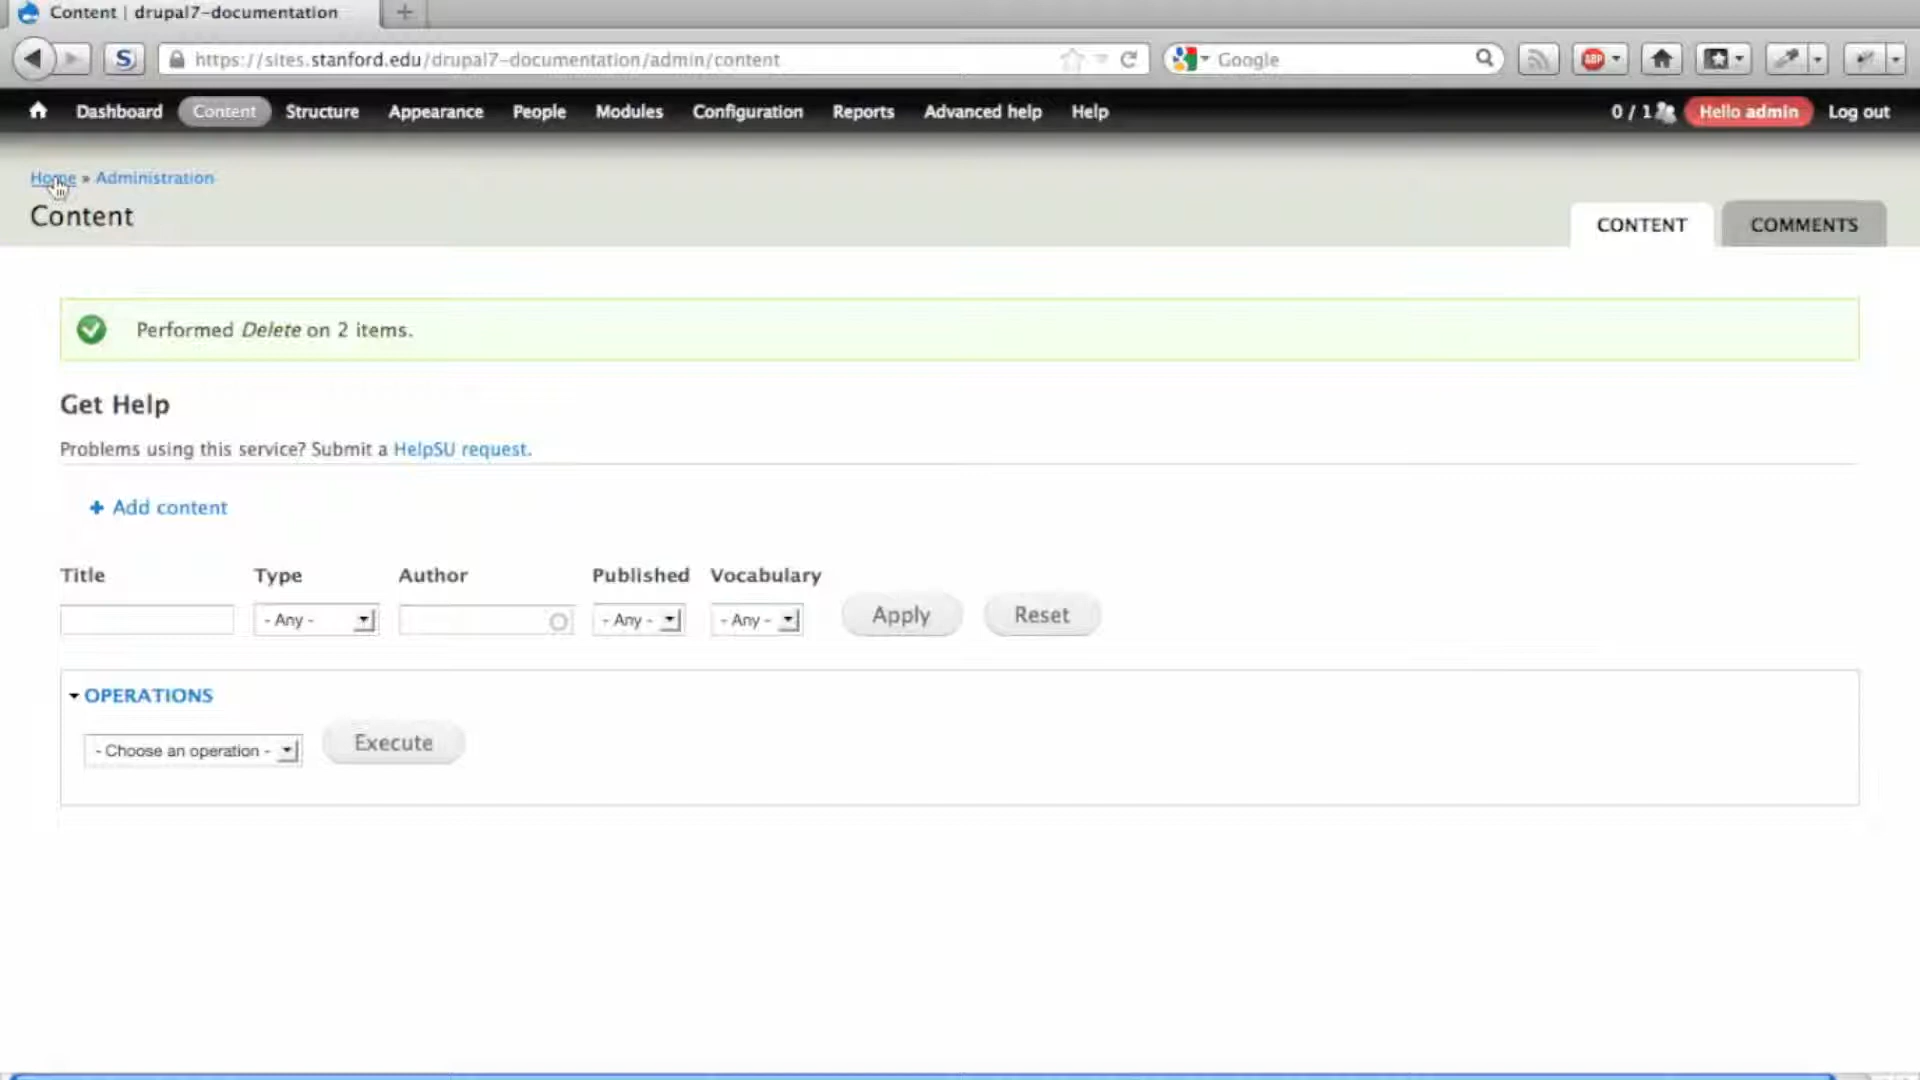 Content | drupal7-documentation
https://sites.stanford.edu/drupal7-documentation/admin/content
Google
ABP
Dashboard Content Structure Appearance People Modules Configuration Reports Advanced help Help 0 / 1 Hello admin Log out
Home » Administration
Content
CONTENT COMMENTS
Performed Delete on 2 items.
Get Help
Problems using this service? Submit a HelpSU request.
+ Add content
Title Type Author Published Vocabulary
- Any - - Any - - Any - Apply Reset
OPERATIONS
- Choose an operation - Execute